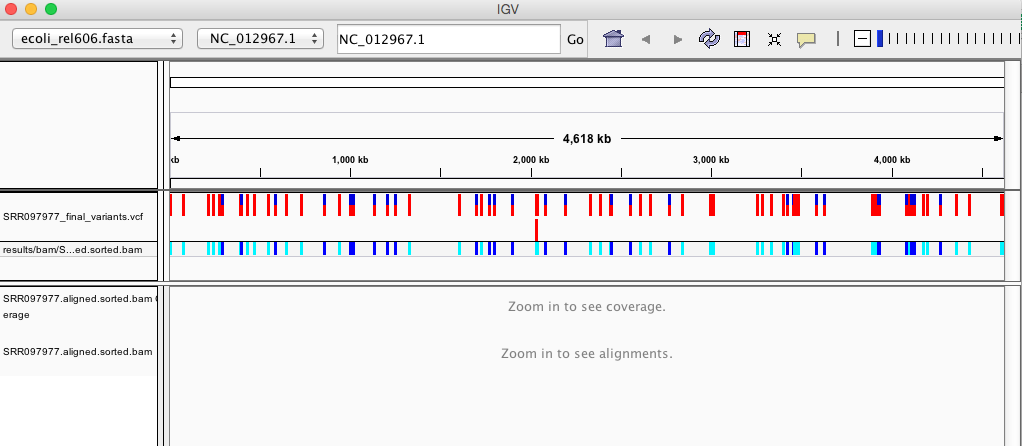 IGV
ecoli_rel606.fasta NC_012967.1 NC_012967.1 Go
4,618 kb
kb 1,000 kb 2,000 kb 3,000 kb 4,000 kb
SRR097977_final_variants.vcf
results/bam/S...ed.sorted.bam
SRR097977.aligned.sorted.bam C
erage
Zoom in to see coverage.
SRR097977.aligned.sorted.bam
Zoom in to see alignments.